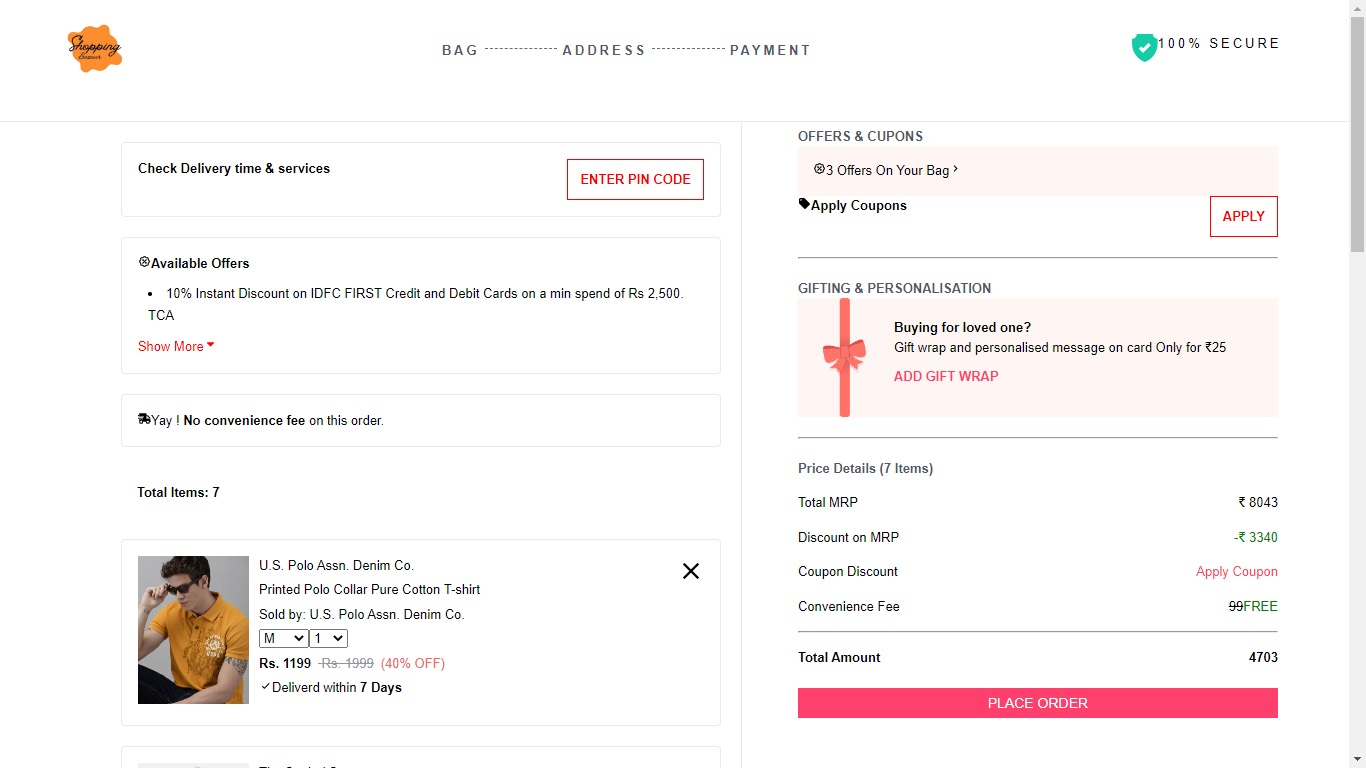 Shopping
BAG ------------ ADDRESS ------------ PAYMENT
100% SECURE
Check Delivery time & services
ENTER PIN CODE
Available Offers
• 10% Instant Discount on IDFC FIRST Credit and Debit Cards on a min spend of Rs 2,500.
TCA
Show More
Yay ! No convenience fee on this order.
Total Items: 7
U.S. Polo Assn. Denim Co.
Printed Polo Collar Pure Cotton T-shirt
Sold by: U.S. Polo Assn. Denim Co.
M 1
Rs. 1199 Rs. 1999 (40% OFF)
Deliverd within 7 Days
OFFERS & CUPONS
3 Offers On Your Bag >
Apply Coupons
APPLY
GIFTING & PERSONALISATION
Buying for loved one?
Gift wrap and personalised message on card Only for ₹25
ADD GIFT WRAP
Price Details (7 Items)
Total MRP ₹ 8043
Discount on MRP -₹ 3340
Coupon Discount Apply Coupon
Convenience Fee 99FREE
Total Amount 4703
PLACE ORDER